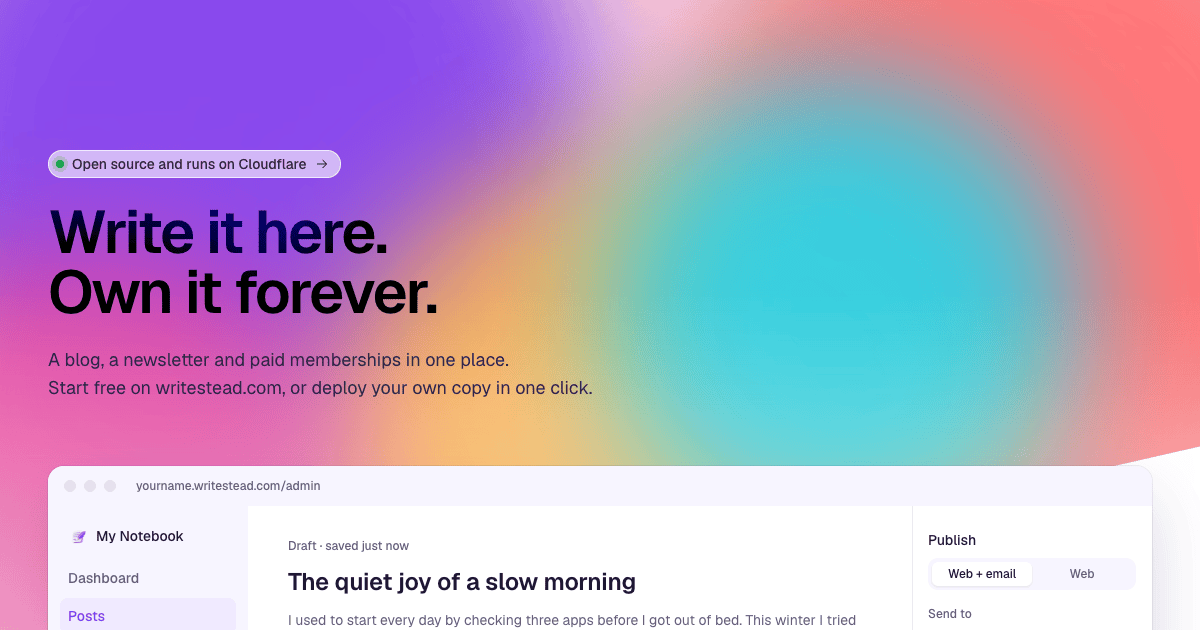 Open source and runs on Cloudflare →
Write it here.
Own it forever.
A blog, a newsletter and paid memberships in one place.
Start free on writestead.com, or deploy your own copy in one click.
yourname.writestead.com/admin
My Notebook
Dashboard
Posts
Draft · saved just now
The quiet joy of a slow morning
I used to start every day by checking three apps before I got out of bed. This winter I tried
Publish
Web + email
Web
Send to